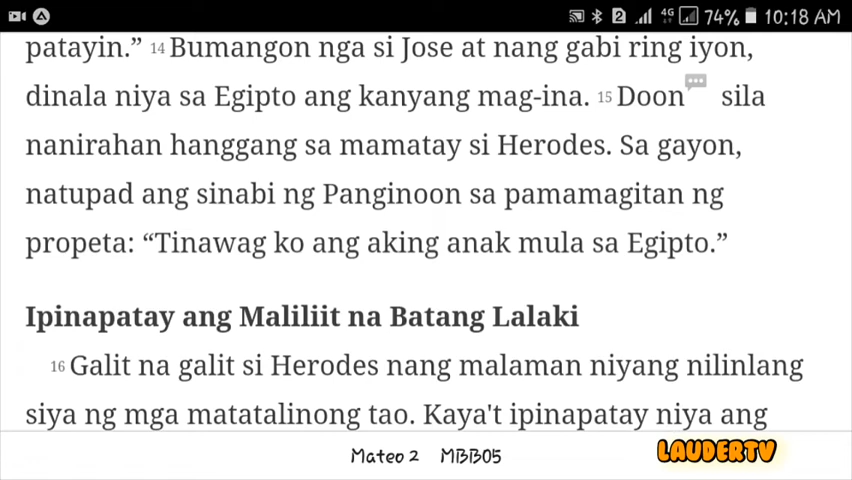 4G 74% 10:18 AM
patayin.” 14 Bumangon nga si Jose at nang gabi ring iyon,
dinala niya sa Egipto ang kanyang mag-ina. 15 Doon sila
nanirahan hanggang sa mamatay si Herodes. Sa gayon,
natupad ang sinabi ng Panginoon sa pamamagitan ng
propeta: “Tinawag ko ang aking anak mula sa Egipto.”
Ipinapatay ang Maliliit na Batang Lalaki
16 Galit na galit si Herodes nang malaman niyang nilinlang
siya ng mga matatalinong tao. Kaya't ipinapatay niya ang
Mateo 2 MBB05
LAUDERTV